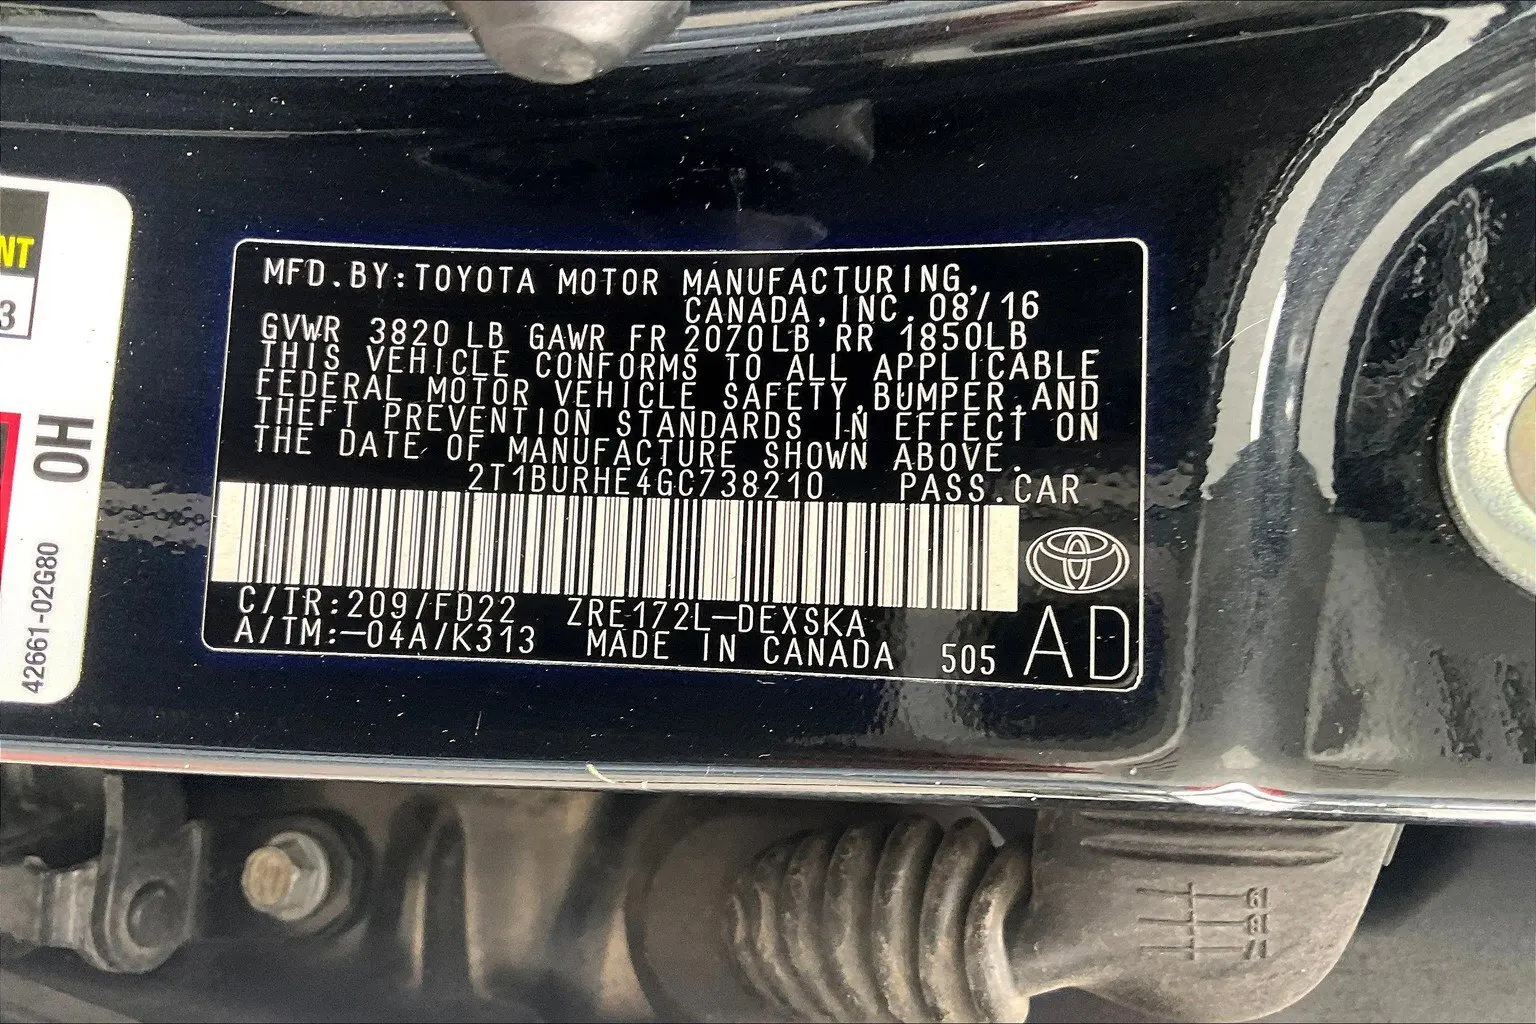 MFD.BY:TOYOTA MOTOR MANUFACTURING,
CANADA,INC.08/16
GVWR 3820 LB GAWR FR 2070LB RR 1850LB
THIS VEHICLE CONFORMS TO ALL APPLICABLE
FEDERAL MOTOR VEHICLE SAFETY,BUMPER,AND
THEFT PREVENTION STANDARDS IN EFFECT ON
THE DATE OF MANUFACTURE SHOWN ABOVE.
2T1BURHE4GC738210 PASS.CAR
C/TR:209/FD22 ZRE172L-DEXSKA
A/TM:-04A/K313 MADE IN CANADA 505 AD
NT
3
0H
42661-02G80